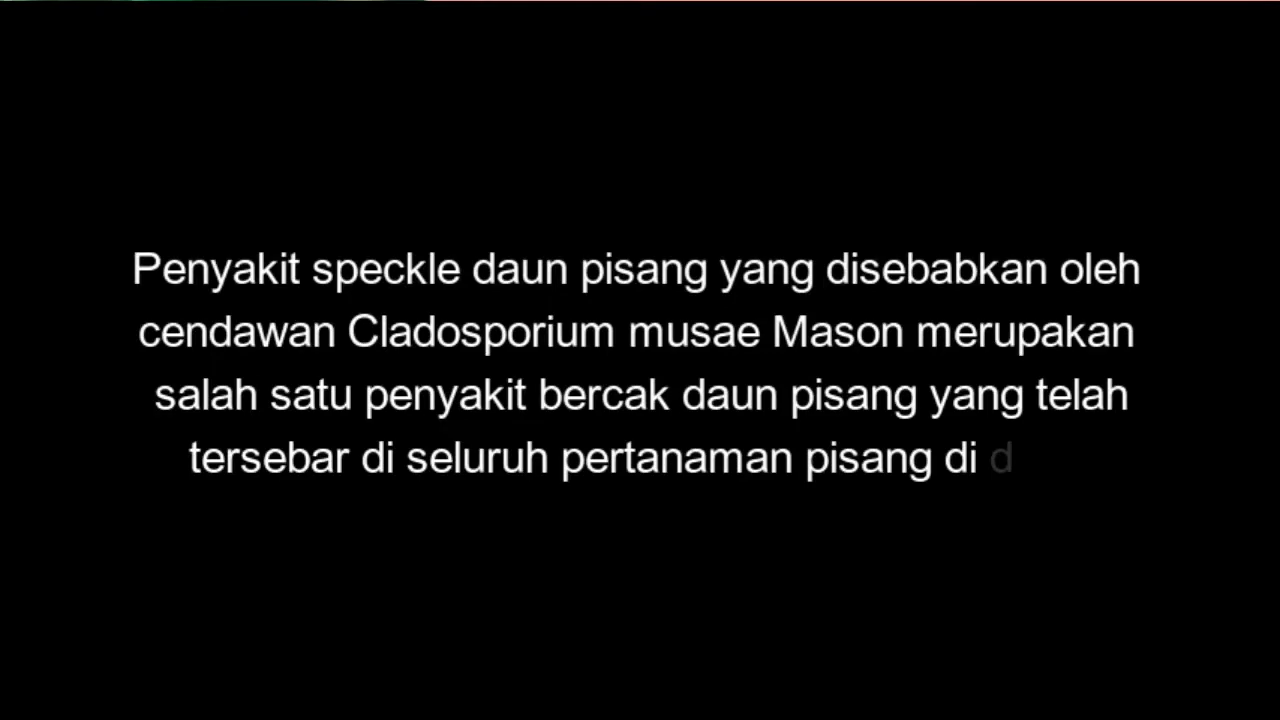 Penyakit speckle daun pisang yang disebabkan oleh
cendawan Cladosporium musae Mason merupakan
salah satu penyakit bercak daun pisang yang telah
tersebar di seluruh pertanaman pisang di d